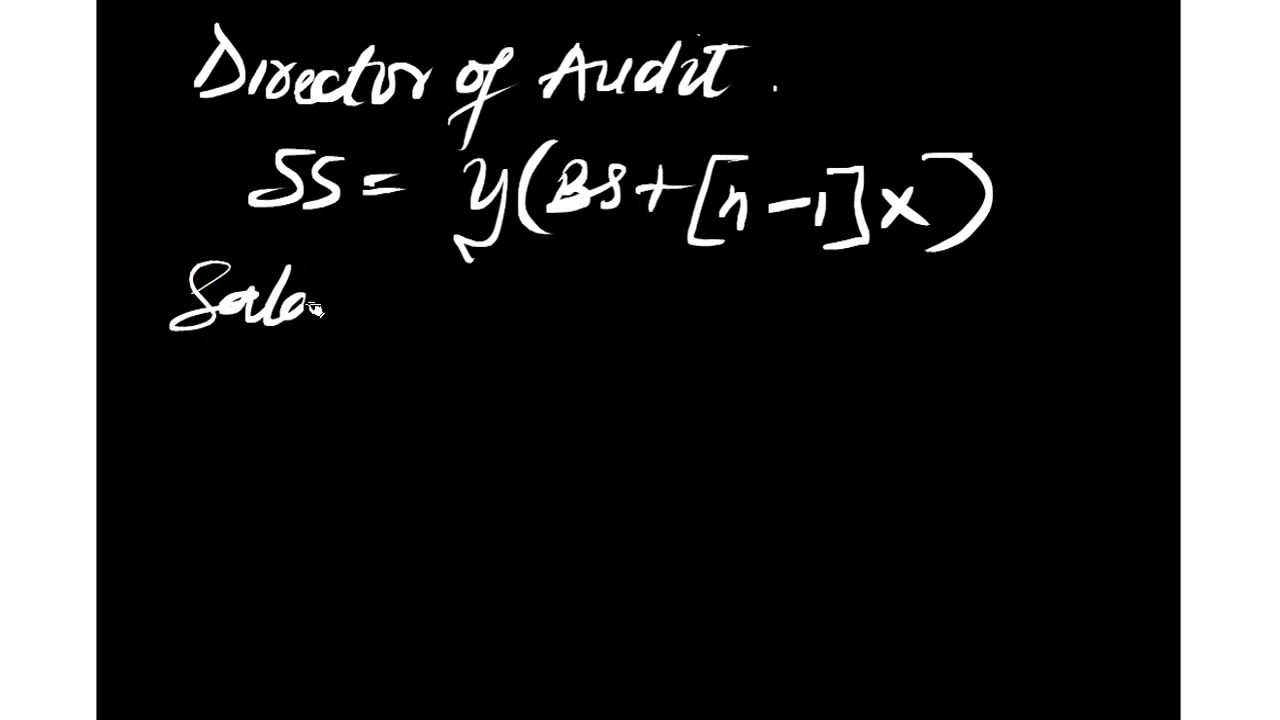 Director of Audit.
SS = y(BS+[n-1]x)